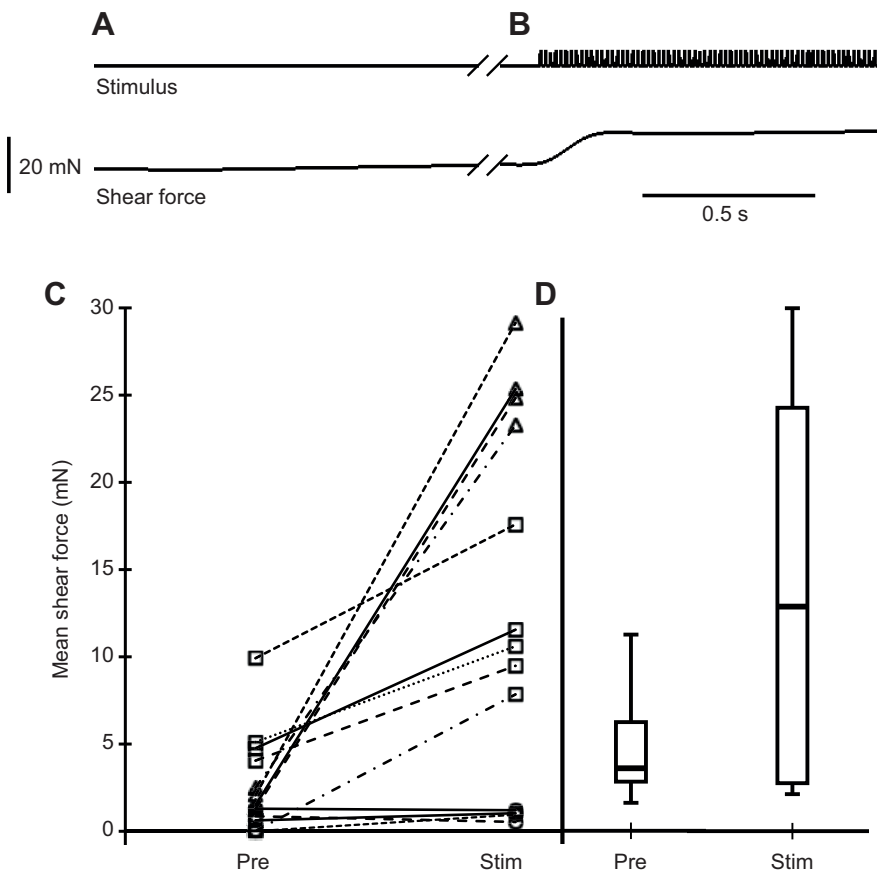 A
B
Stimulus
20 mN
Shear force
0.5 s
C
D
30
25
20
15
10
5
0
Mean shear force (mN)
Pre
Stim
Pre
Stim